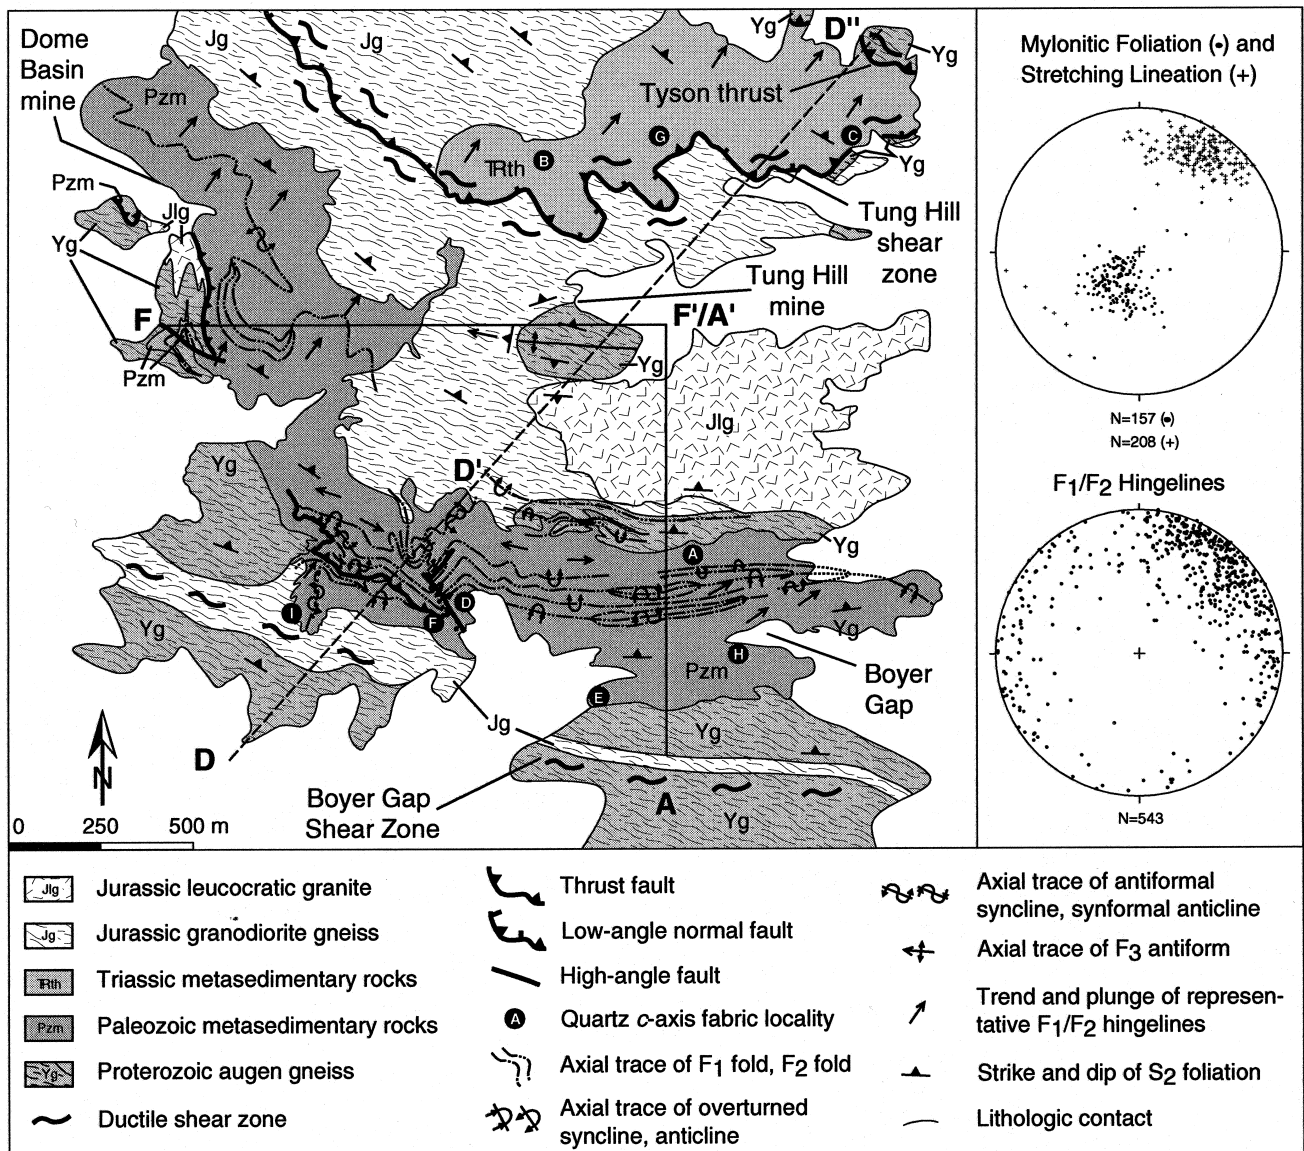 Dome
Basin
mine
Jg
Jg
Yg
D''
Yg
Pzm
Tyson thrust
G
C
B
TRth
Yg
Pzm
Jlg
Yg
Tung Hill
shear
zone
Tung Hill
mine
F
F'/A'
Yg
Pzm
Jlg
Yg
D'
Yg
A
I
D
F
Yg
Yg
H
Pzm
Boyer
Gap
E
Jg
Yg
D
N
Boyer Gap
Shear Zone
A
Yg
0 250 500 m
Mylonitic Foliation (•) and
Stretching Lineation (+)
N=157 (•)
N=208 (+)
F1/F2 Hingelines
N=543
Jlg Jurassic leucocratic granite
Jg Jurassic granodiorite gneiss
TRth Triassic metasedimentary rocks
Pzm Paleozoic metasedimentary rocks
Yg Proterozoic augen gneiss
Ductile shear zone
Thrust fault
Low-angle normal fault
High-angle fault
A Quartz c-axis fabric locality
Axial trace of F1 fold, F2 fold
Axial trace of overturned
syncline, anticline
Axial trace of antiformal
syncline, synformal anticline
Axial trace of F3 antiform
Trend and plunge of represen-
tative F1/F2 hingelines
Strike and dip of S2 foliation
Lithologic contact